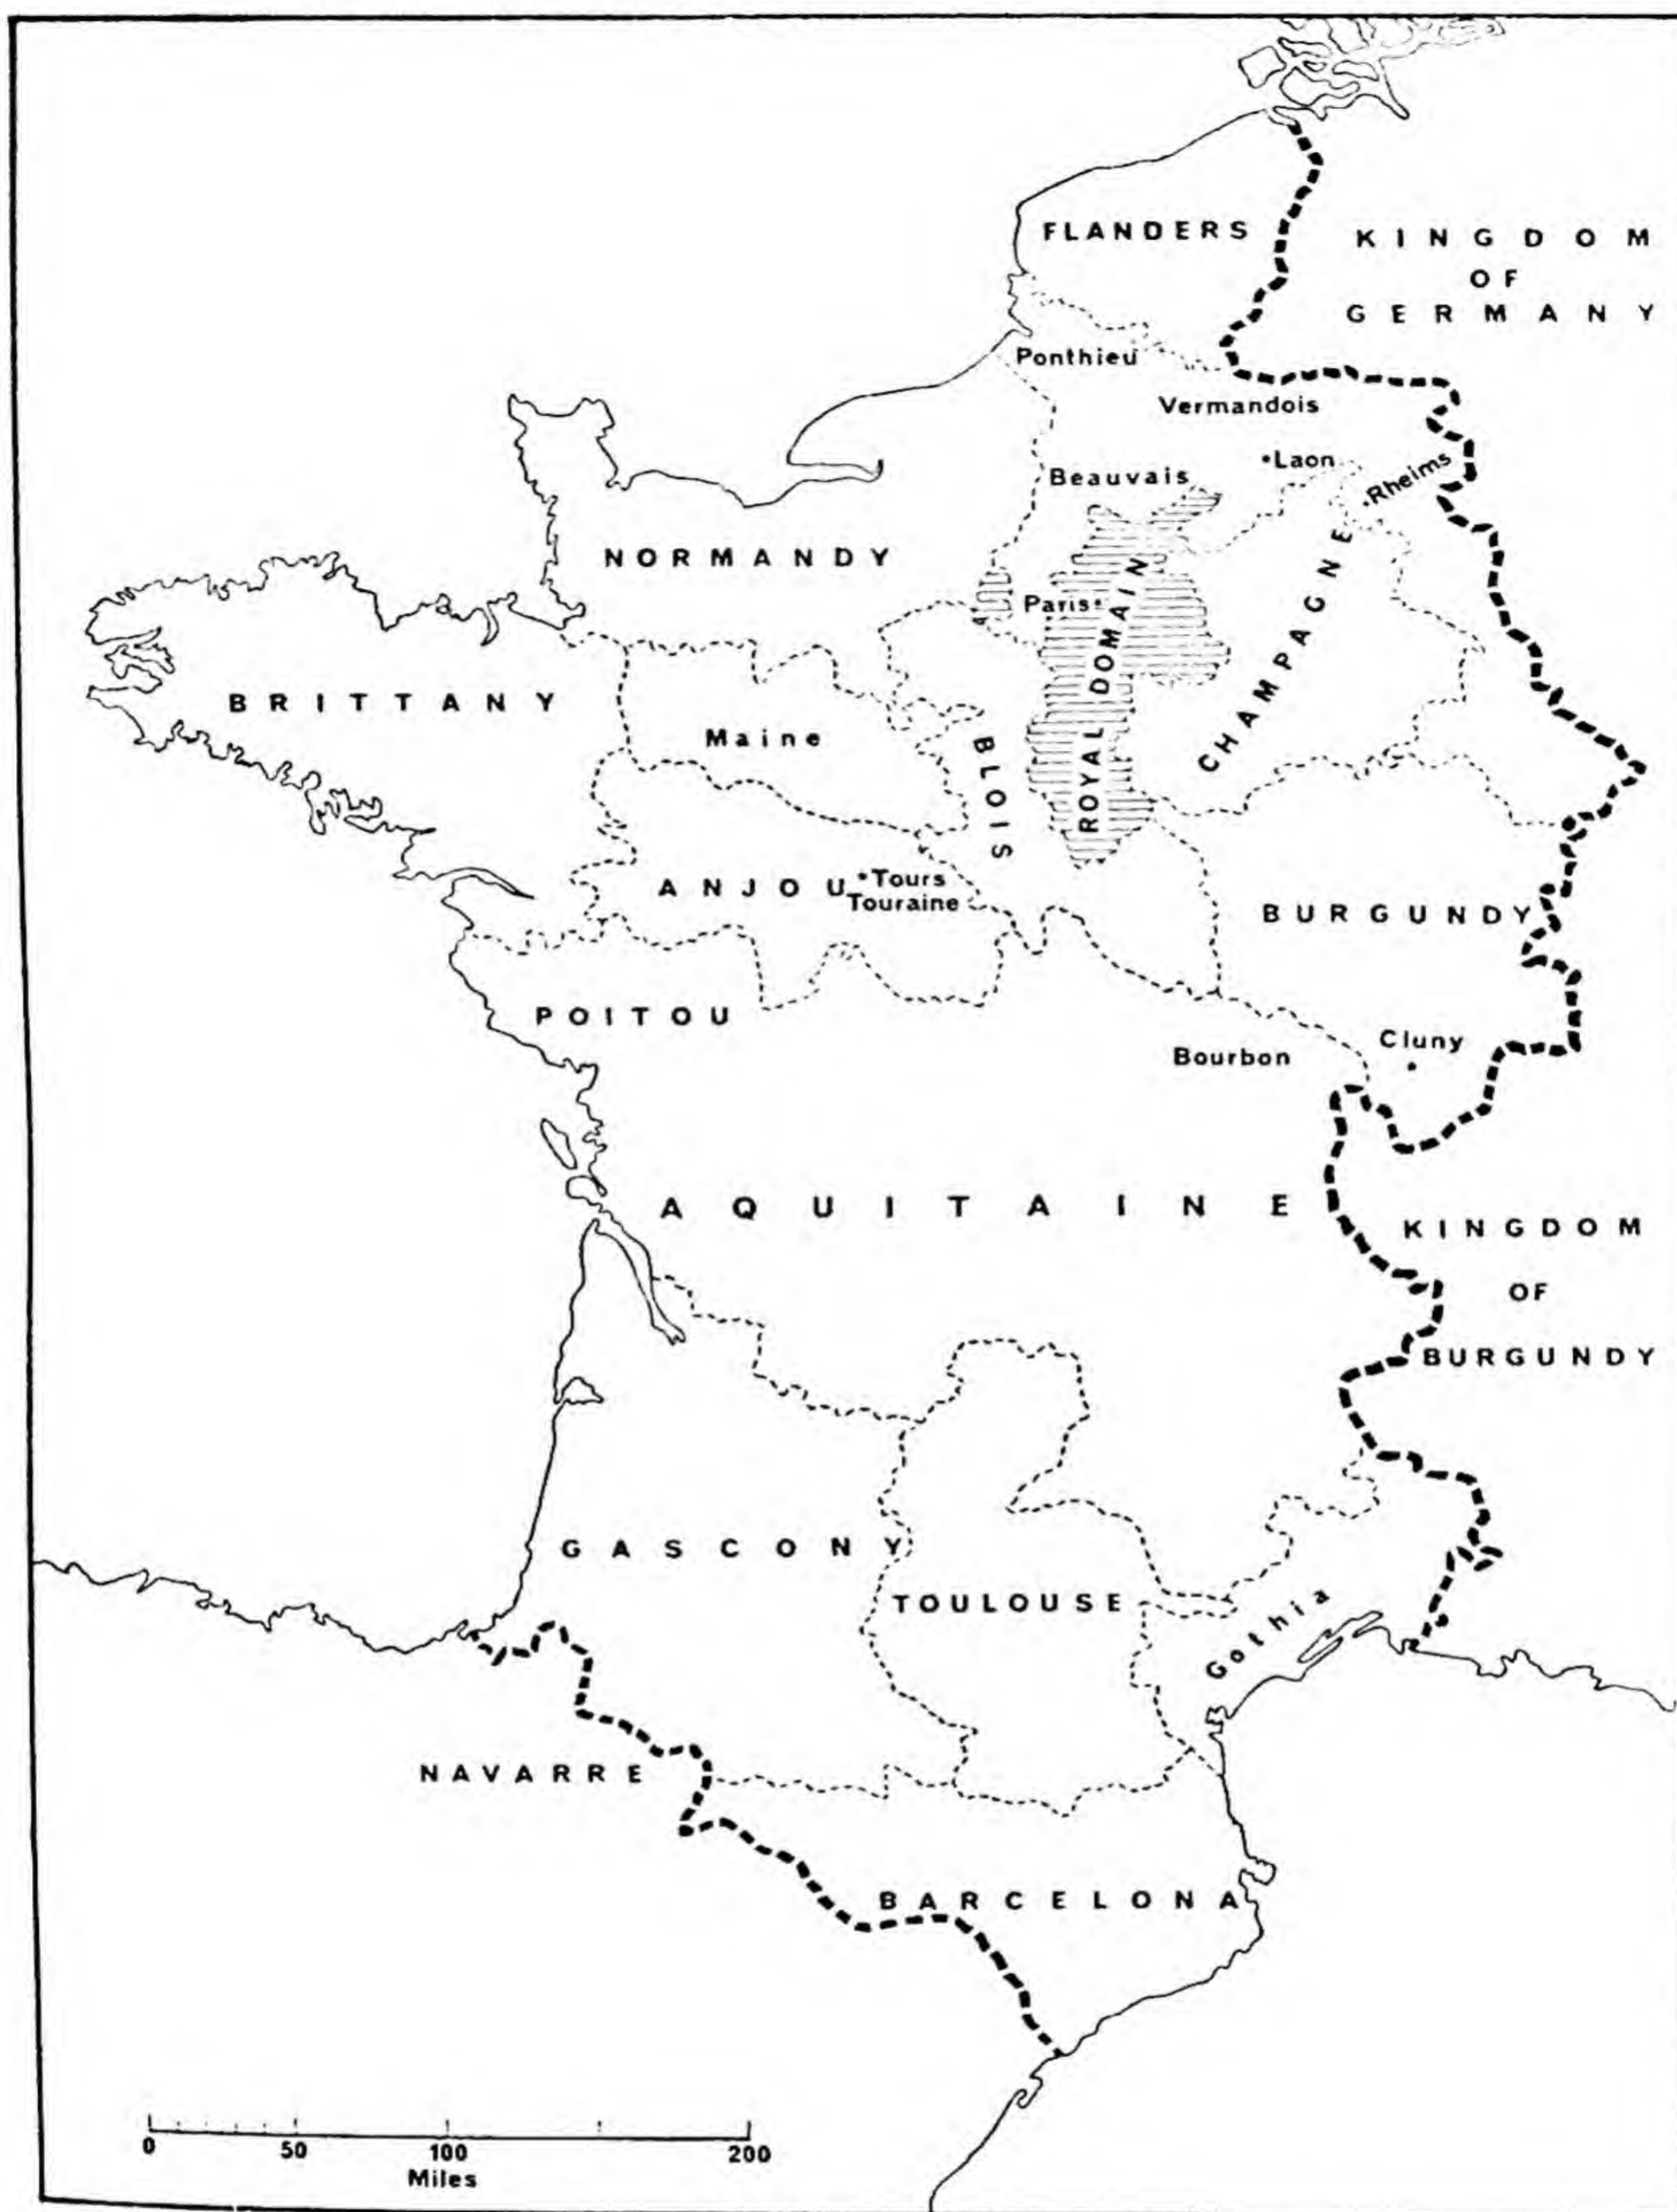 FLANDERS
KINGDOM
OF
GERMANY
Ponthieu
Vermandois
Laon
Rheims
Beauvais
NORMANDY
Paris
ROYAL DOMAIN
CHAMPAGNE
BRITTANY
Maine
BLOIS
ANJOU
Tours
Touraine
BURGUNDY
POITOU
Bourbon
Cluny
AQUITAINE
KINGDOM
OF
BURGUNDY
GASCONY
TOULOUSE
Gothia
NAVARRE
BARCELONA
0 50 100 200
Miles